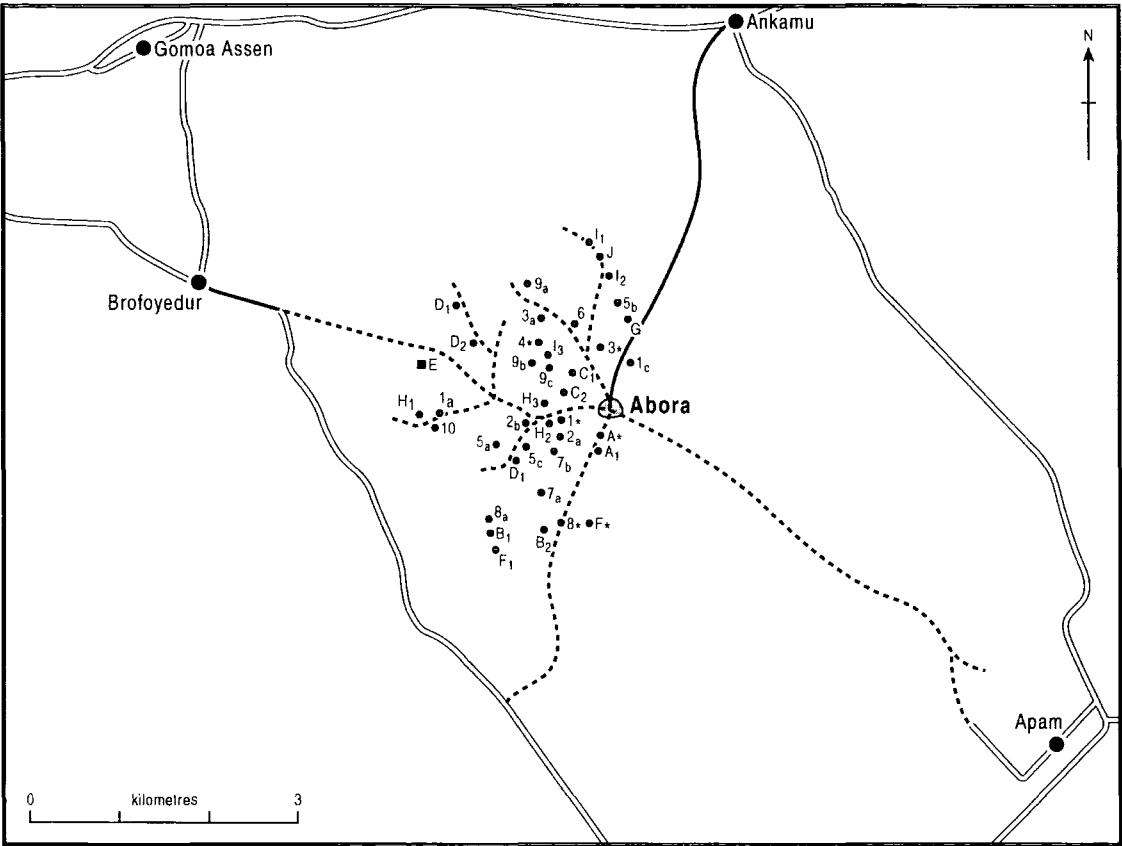 Ankamu
N
Gomoa Assen
I₁
J
I₂
9ₐ
Brofoyedur
D₁
5b
3ₐ
6
G
4*
D₂
I₃
3*
E
9b
1c
9c
C₁
C₂
H₃
Abora
H₁
1ₐ
10
2b
H₂
1*
2ₐ
A*
5ₐ
5c
7b
A₁
D₁
7ₐ
8ₐ
8*
F*
B₁
B₂
F₁
Apam
0 kilometres 3